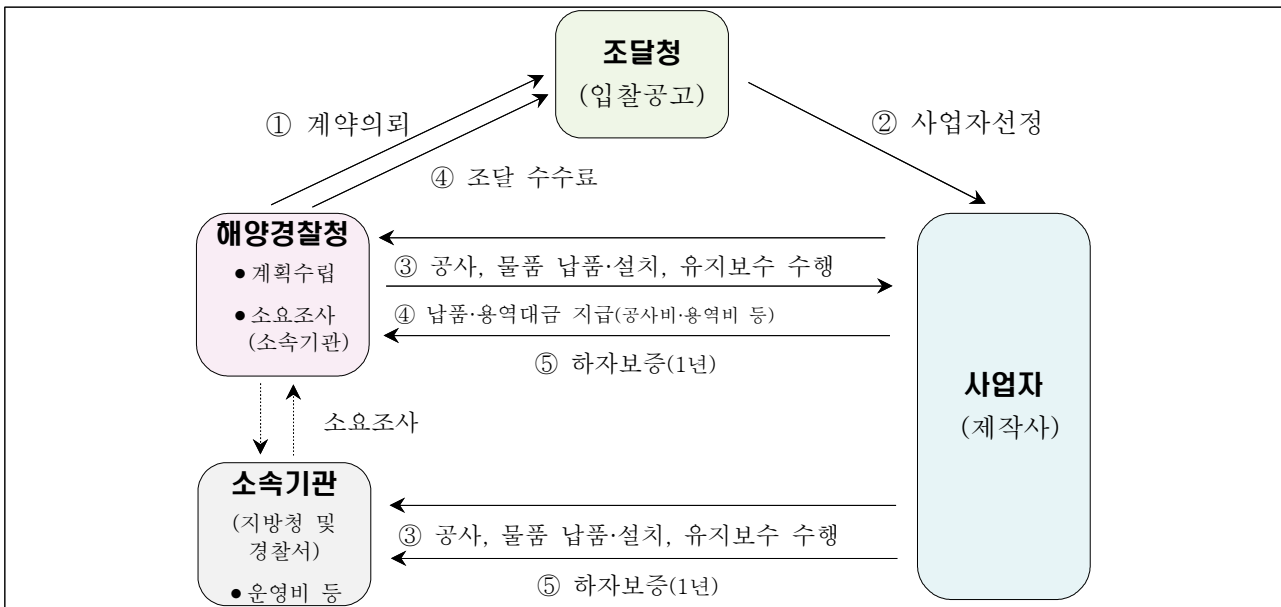 조달청
(입찰공고)
① 계약의뢰
② 사업자선정
④ 조달 수수료
해양경찰청
● 계획수립
● 소요조사
(소속기관)
③ 공사, 물품 납품·설치, 유지보수 수행
④ 납품·용역대금 지급(공사비·용역비 등)
⑤ 하자보증(1년)
사업자
(제작사)
소요조사
소속기관
(지방청 및
경찰서)
● 운영비 등
③ 공사, 물품 납품·설치, 유지보수 수행
⑤ 하자보증(1년)